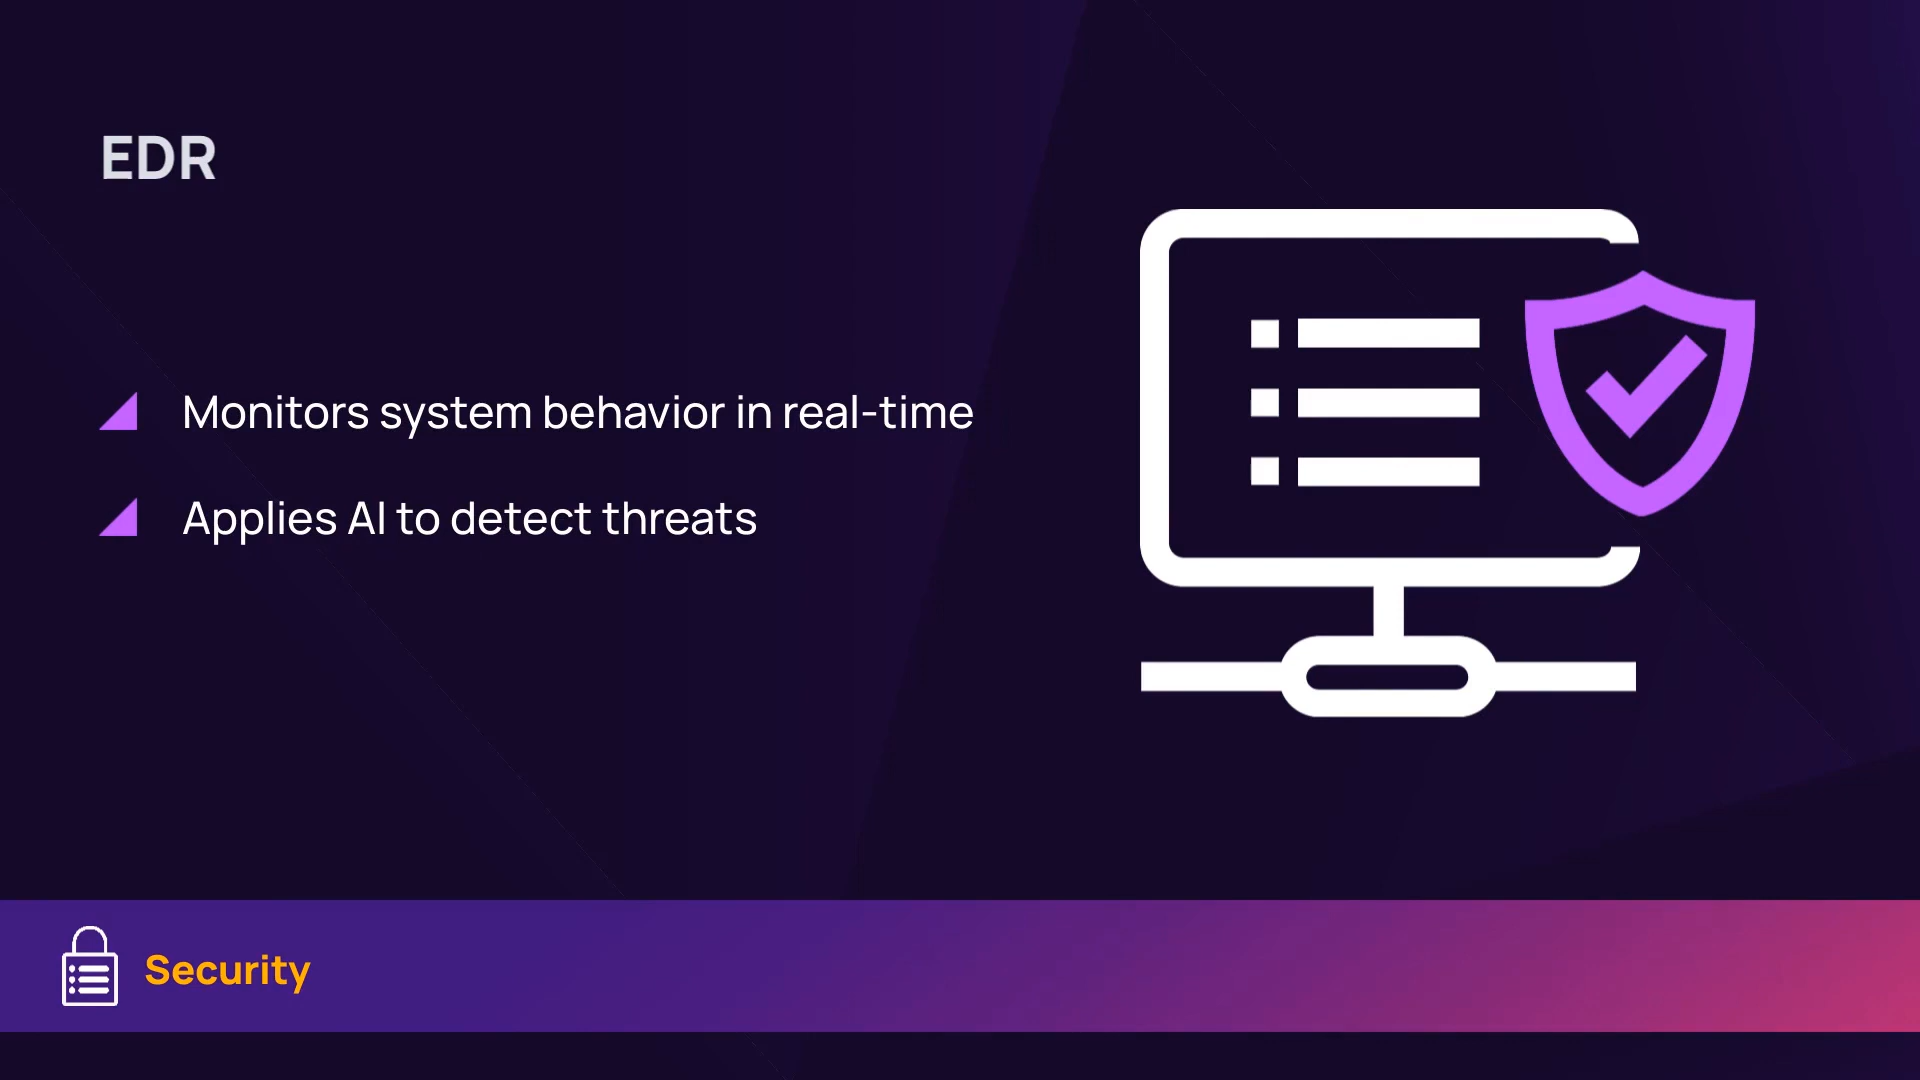 EDR
Monitors system behavior in real-time
Applies AI to detect threats
Security